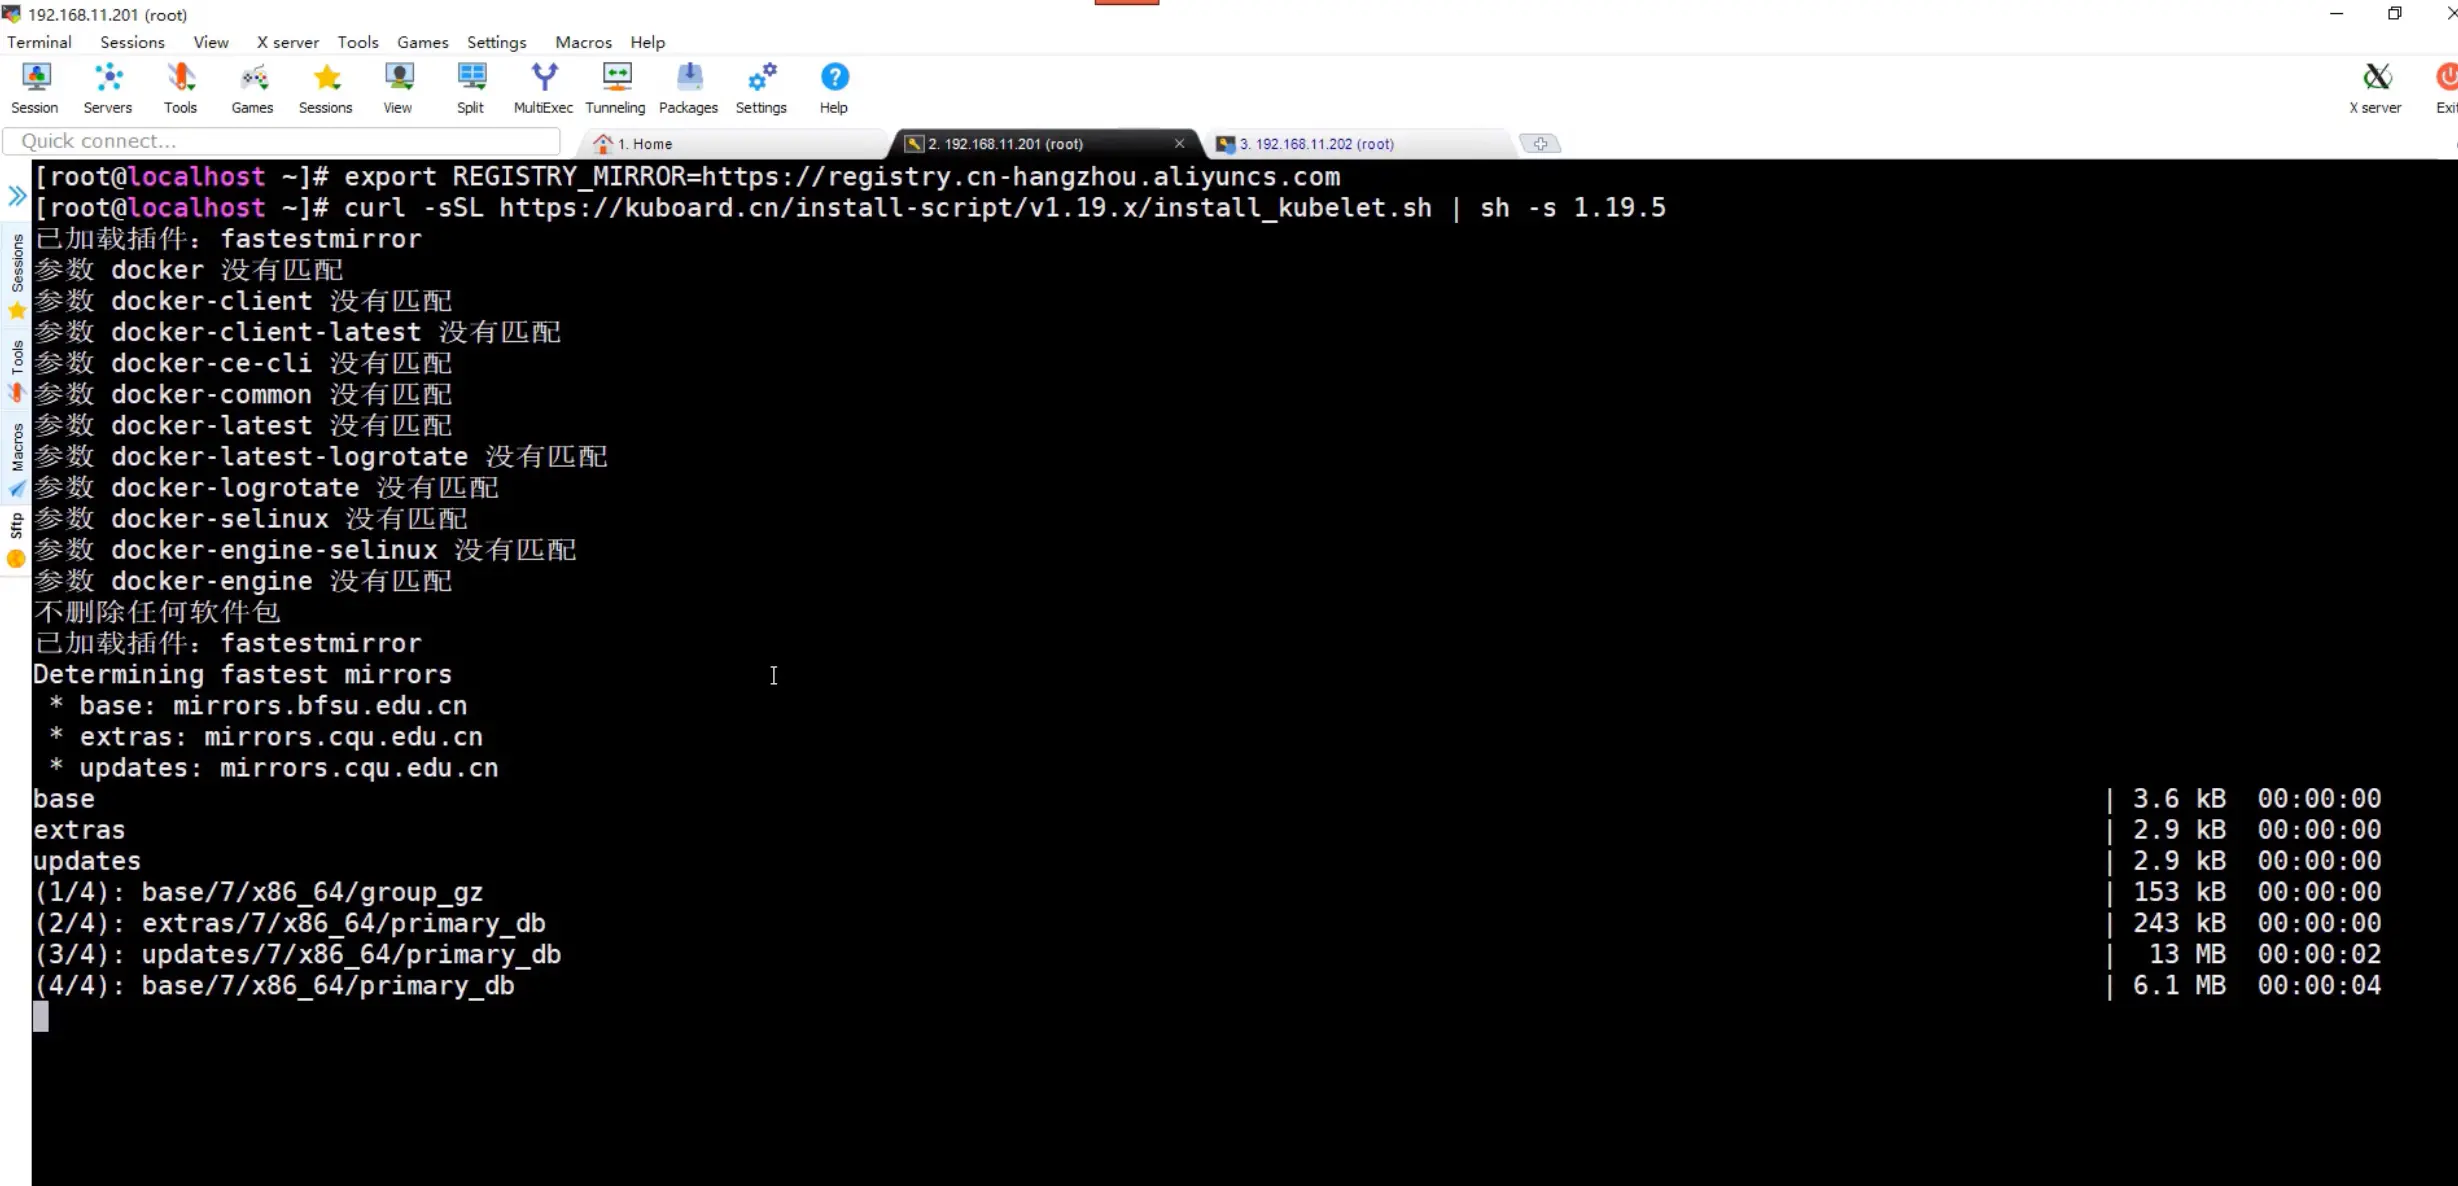 192.168.11.201 (root)
Terminal Sessions View X server Tools Games Settings Macros Help
Session Servers Tools Games Sessions View Split MultiExec Tunneling Packages Settings Help X server Exit
Quick connect... 1. Home 2. 192.168.11.201 (root) 3. 192.168.11.202 (root)
Sessions
Tools
Macros
Sftp
[root@localhost ~]# export REGISTRY_MIRROR=https://registry.cn-hangzhou.aliyuncs.com
[root@localhost ~]# curl -sSL https://kuboard.cn/install-script/v1.19.x/install_kubelet.sh | sh -s 1.19.5
已加载插件：fastestmirror
参数 docker 没有匹配
参数 docker-client 没有匹配
参数 docker-client-latest 没有匹配
参数 docker-ce-cli 没有匹配
参数 docker-common 没有匹配
参数 docker-latest 没有匹配
参数 docker-latest-logrotate 没有匹配
参数 docker-logrotate 没有匹配
参数 docker-selinux 没有匹配
参数 docker-engine-selinux 没有匹配
参数 docker-engine 没有匹配
不删除任何软件包
已加载插件：fastestmirror
Determining fastest mirrors
* base: mirrors.bfsu.edu.cn
* extras: mirrors.cqu.edu.cn
* updates: mirrors.cqu.edu.cn
base | 3.6 kB 00:00:00
extras | 2.9 kB 00:00:00
updates | 2.9 kB 00:00:00
(1/4): base/7/x86_64/group_gz | 153 kB 00:00:00
(2/4): extras/7/x86_64/primary_db | 243 kB 00:00:00
(3/4): updates/7/x86_64/primary_db | 13 MB 00:00:02
(4/4): base/7/x86_64/primary_db | 6.1 MB 00:00:04